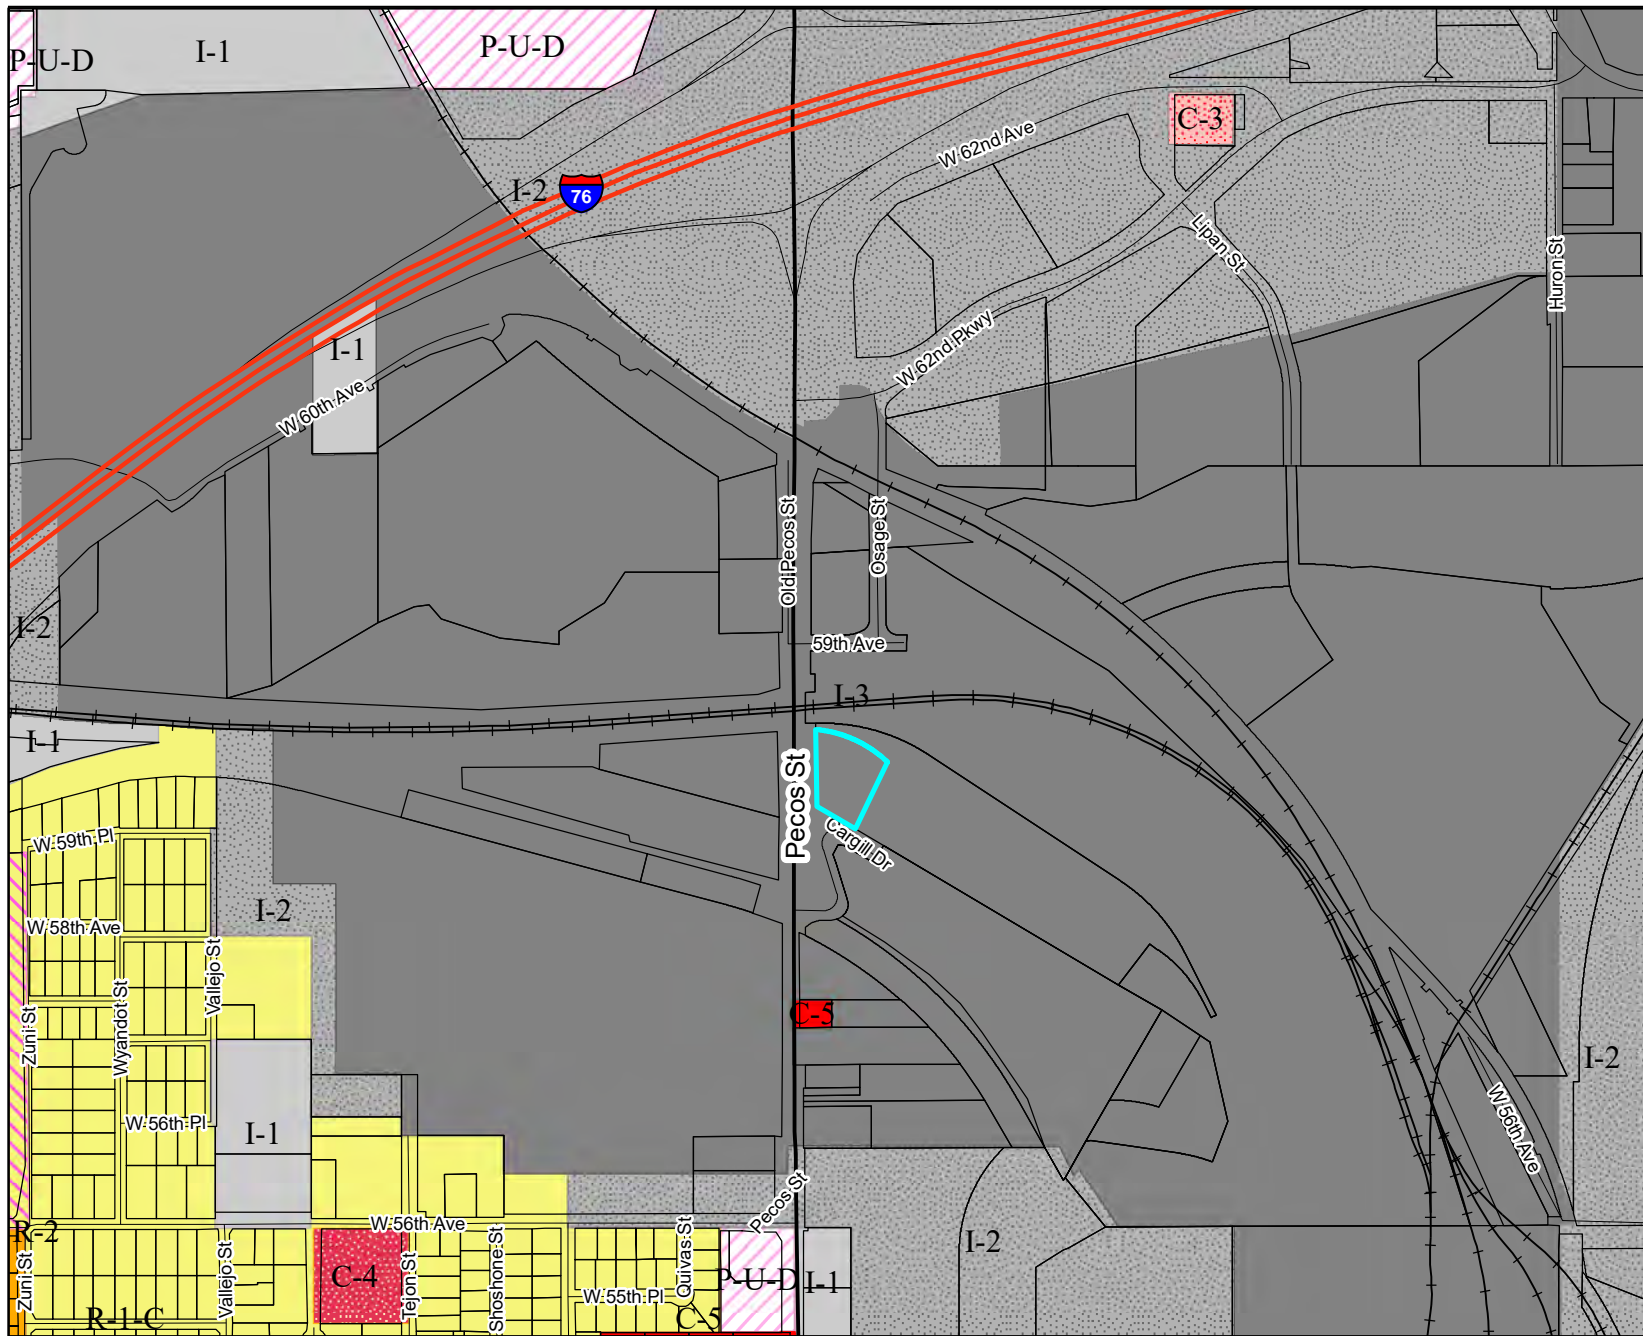 P-U-D
I-1
P-U-D
C-3
W 62nd Ave
I-2
76
Lipan St
Huron St
I-1
W 62nd Pkwy
W 60th Ave
Old Pecos St
Osage St
I-2
59th Ave
I-3
I-1
Pecos St
Cargill Dr
W 59th Pl
I-2
W 58th Ave
Vallejo St
Wyandot St
Zuni St
C-5
I-2
W 56th Pl
I-1
W 56th Ave
Pecos St
R-2
W 56th Ave
I-2
Zuni St
Vallejo St
C-4
Tejon St
Shoshone St
Quivas St
W 55th Pl
P-U-D
I-1
R-1-C
C-5